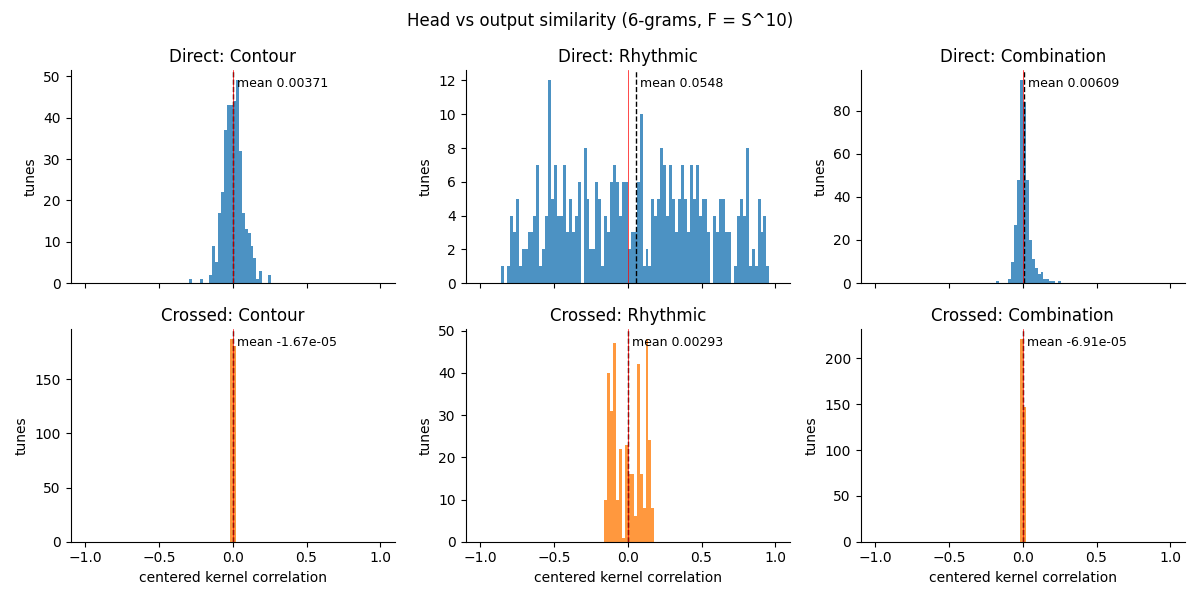 Head vs output similarity (6-grams, F = S^10)
Direct: Contour
Direct: Rhythmic
Direct: Combination
mean 0.00371
mean 0.0548
mean 0.00609
tunes
tunes
tunes
50
40
30
20
10
0
12
10
8
6
4
2
0
80
60
40
20
0
Crossed: Contour
Crossed: Rhythmic
Crossed: Combination
mean -1.67e-05
mean 0.00293
mean -6.91e-05
tunes
tunes
tunes
150
100
50
0
50
40
30
20
10
0
200
150
100
50
0
−1.0 −0.5 0.0 0.5 1.0
−1.0 −0.5 0.0 0.5 1.0
−1.0 −0.5 0.0 0.5 1.0
centered kernel correlation
centered kernel correlation
centered kernel correlation